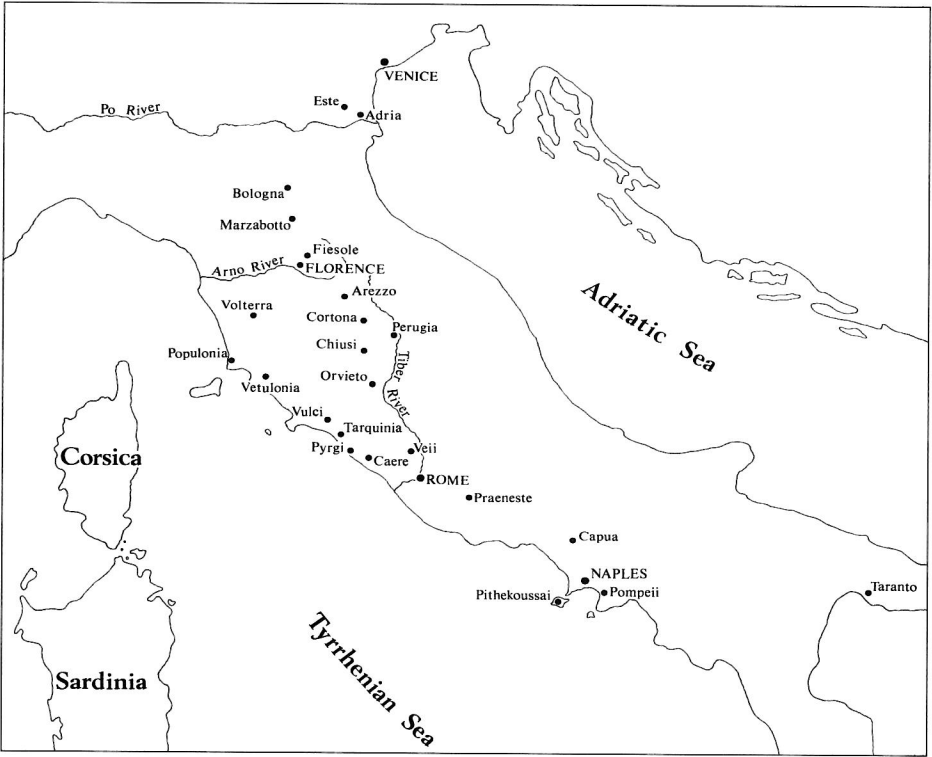 VENICE
Este
Adria
Po River
Bologna
Marzabotto
Fiesole
FLORENCE
Arno River
Arezzo
Volterra
Cortona
Perugia
Chiusi
Populonia
Tiber River
Vetulonia
Orvieto
Vulci
Tarquinia
Pyrgi
Caere
Veii
ROME
Praeneste
Adriatic Sea
Corsica
Capua
NAPLES
Pithekoussai
Pompeii
Taranto
Tyrrhenian Sea
Sardinia